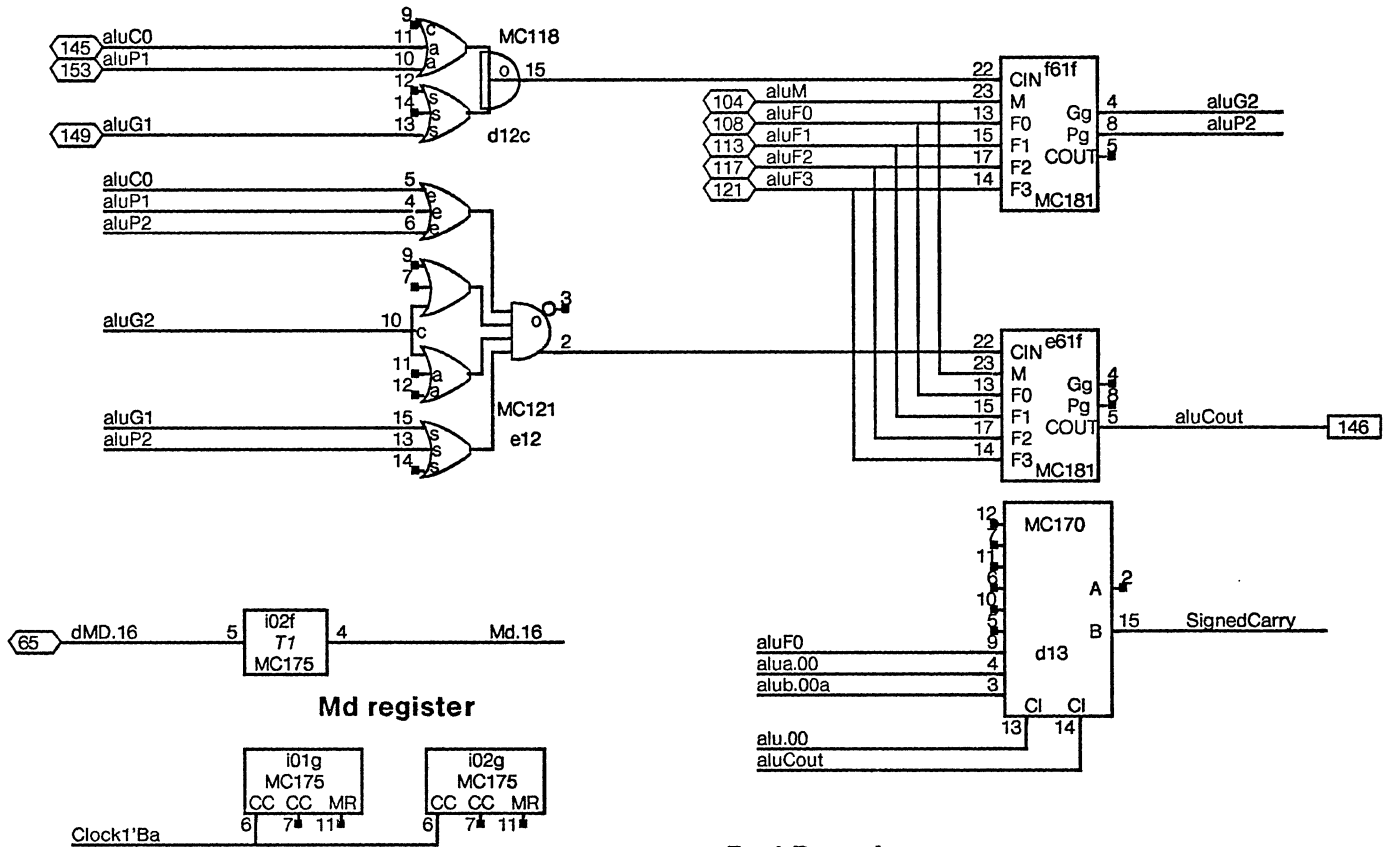 9
145 aluC0 11 c MC118
153 aluP1 10 a
a
12 o 15 22 CIN f61f
14 s 104 aluM 23 M Gg 4 aluG2
149 aluG1 13 s 108 aluF0 13 F0 Pg 8 aluP2
s d12c 113 aluF1 15 F1 COUT 5
117 aluF2 17 F2
121 aluF3 14 F3 MC181
aluC0 5 e
aluP1 4 e
aluP2 6 e
9
7
aluG2 10 c
o 3
2 22 CIN e61f
11 a 23 M Gg 4
12 a 13 F0 Pg 8
MC121 15 F1 COUT 5 aluCout 146
aluG1 15 s e12 17 F2
aluP2 13 s 14 F3 MC181
14 s
12 MC170
7
11
6 A 2
10
5 B 15 SignedCarry
aluF0 9 d13
alua.00 4
alub.00a 3
CI CI
13 14
alu.00
aluCout
65 dMD.16 5 i02f 4 Md.16
T1
MC175
Md register
i01g i02g
MC175 MC175
CC CC MR CC CC MR
6 7 11 6 7 11
Clock1'Ba